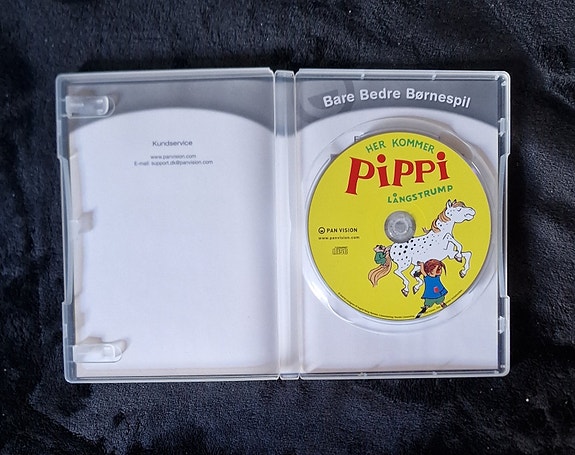 Kundservice
www.panvision.com
E-mail: support.dk@panvision.com
Bare Bedre Børnespil
HER KOMMER
PIPPI
LÅNGSTRUMP
PAN VISION
www.panvision.com